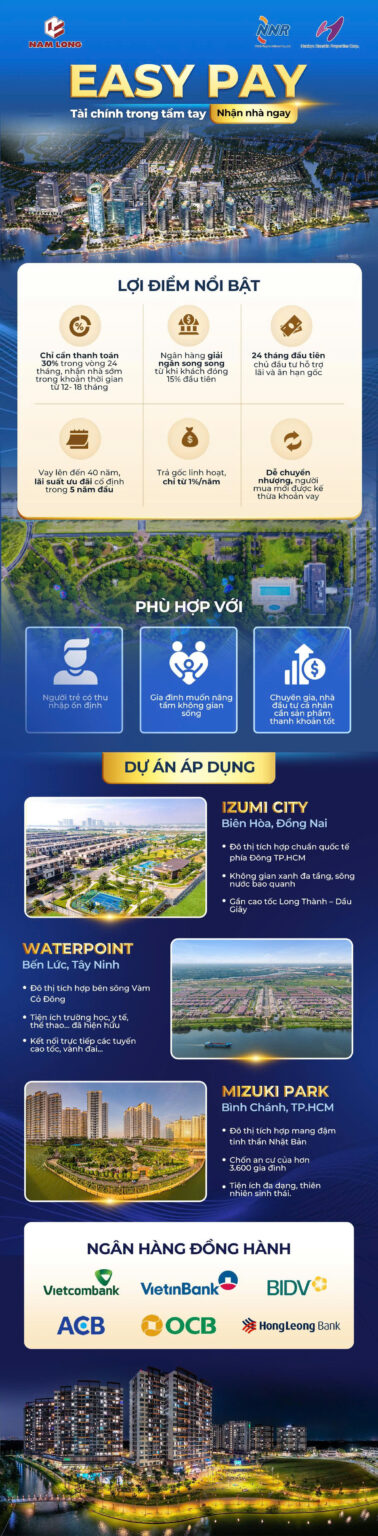 NAM LONG
NNR
Hankyu Hanshin Properties Corp.
EASY PAY
Tài chính trong tầm tay
Nhận nhà ngay
LỢI ĐIỂM NỔI BẬT
Chỉ cần thanh toán
30% trong vòng 24
tháng, nhận nhà sớm
trong khoản thời gian
từ 12- 18 tháng
Ngân hàng giải
ngân song song
từ khi khách đóng
15% đầu tiên
24 tháng đầu tiên
chủ đầu tư hỗ trợ
lãi và ân hạn gốc
Vay lên đến 40 năm,
lãi suất ưu đãi cố định
trong 5 năm đầu
Trả gốc linh hoạt,
chỉ từ 1%/năm
Dễ chuyển
nhượng, người
mua mới được kế
thừa khoản vay
PHÙ HỢP VỚI
Người trẻ có thu
nhập ổn định
Gia đình muốn nâng
tầm không gian
sống
Chuyên gia, nhà
đầu tư cá nhân
cần sản phẩm
thanh khoản tốt
DỰ ÁN ÁP DỤNG
IZUMI CITY
Biên Hòa, Đồng Nai
Đô thị tích hợp chuẩn quốc tế
phía Đông TP.HCM
Không gian xanh đa tầng, sông
nước bao quanh
Gần cao tốc Long Thành – Dầu
Giây
WATERPOINT
Bến Lức, Tây Ninh
Đô thị tích hợp bên sông Vàm
Cỏ Đông
Tiện ích trường học, y tế,
thể thao... đã hiện hữu
Kết nối trực tiếp các tuyến
cao tốc, vành đai...
MIZUKI PARK
Bình Chánh, TP.HCM
Đô thị tích hợp mang đậm
tinh thần Nhật Bản
Chốn an cư của hơn
3.600 gia đình
Tiện ích đa dạng, thiên
nhiên sinh thái.
NGÂN HÀNG ĐỒNG HÀNH
Vietcombank
VietinBank
BIDV
ACB
OCB
HongLeong Bank